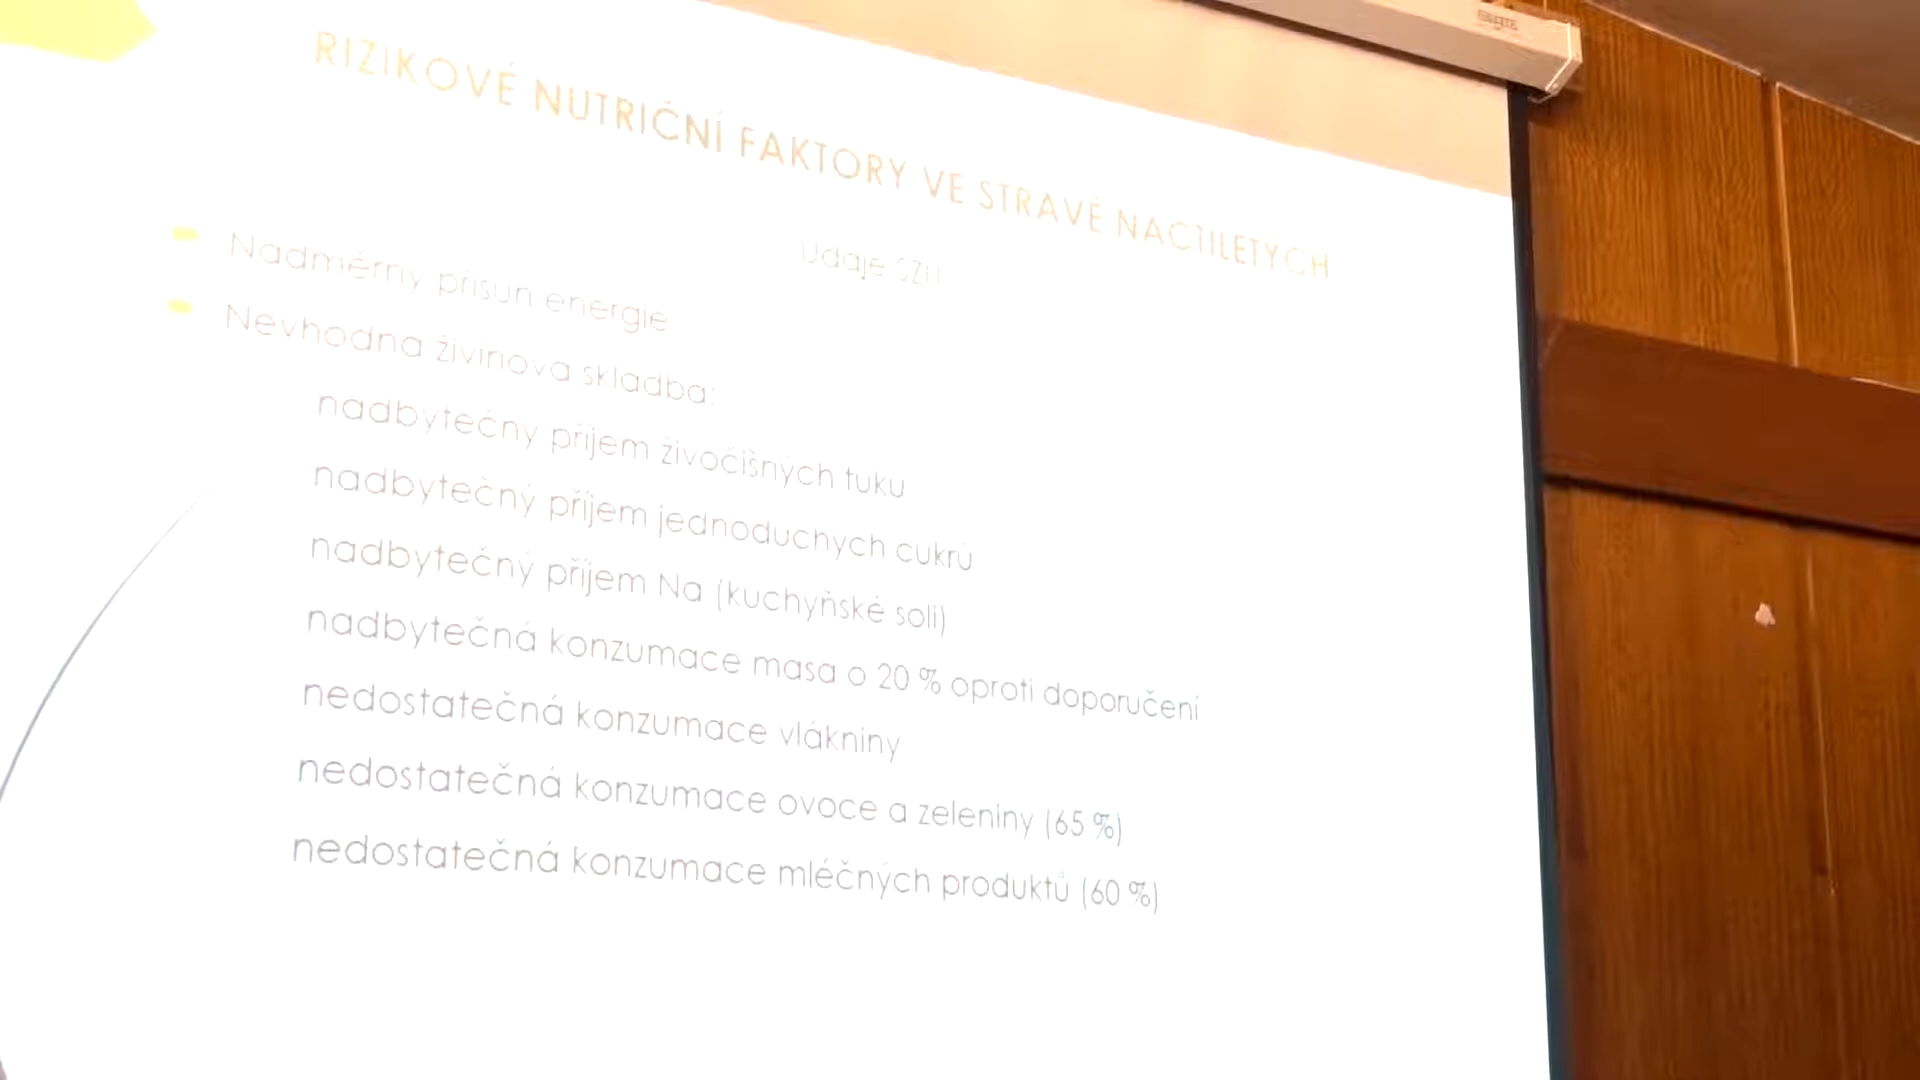 RIZIKOVÉ NUTRIČNÍ FAKTORY VE STRAVĚ NÁCTILETÝCH
Údaje SZÚ
Nadměrný přísun energie
Nevhodná živinová skladba:
nadbytečný příjem živočišných tuků
nadbytečný příjem jednoduchých cukrů
nadbytečný příjem Na (kuchyňské soli)
nadbytečná konzumace masa o 20 % oproti doporučení
nedostatečná konzumace vlákniny
nedostatečná konzumace ovoce a zeleniny (65 %)
nedostatečná konzumace mléčných produktů (60 %)